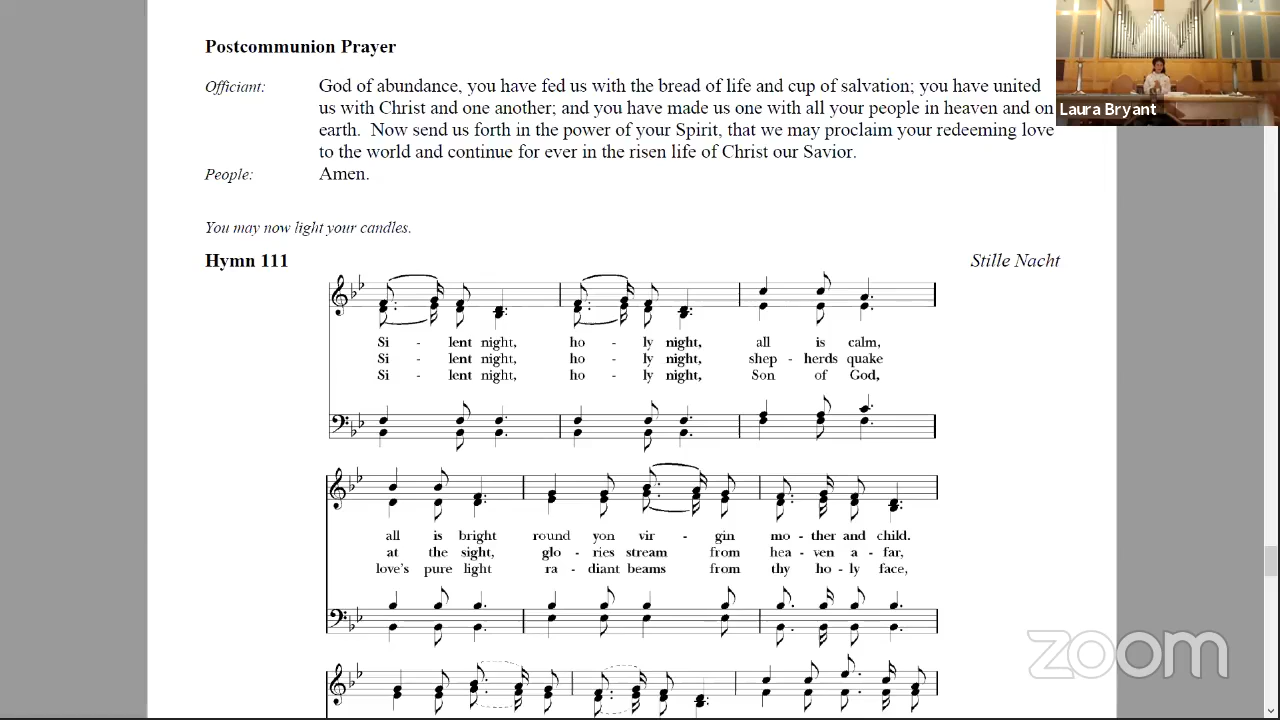 Postcommunion Prayer
Officiant: God of abundance, you have fed us with the bread of life and cup of salvation; you have united
us with Christ and one another; and you have made us one with all your people in heaven and on
earth. Now send us forth in the power of your Spirit, that we may proclaim your redeeming love
to the world and continue for ever in the risen life of Christ our Savior.
People: Amen.
Laura Bryant
You may now light your candles.
Hymn 111 Stille Nacht
Si - lent night, ho - ly night, all is calm,
Si - lent night, ho - ly night, shep - herds quake
Si - lent night, ho - ly night, Son of God,
all is bright round yon vir - gin mo - ther and child.
at the sight, glo - ries stream from hea - ven a - far,
love's pure light ra - diant beams from thy ho - ly face,
zoom